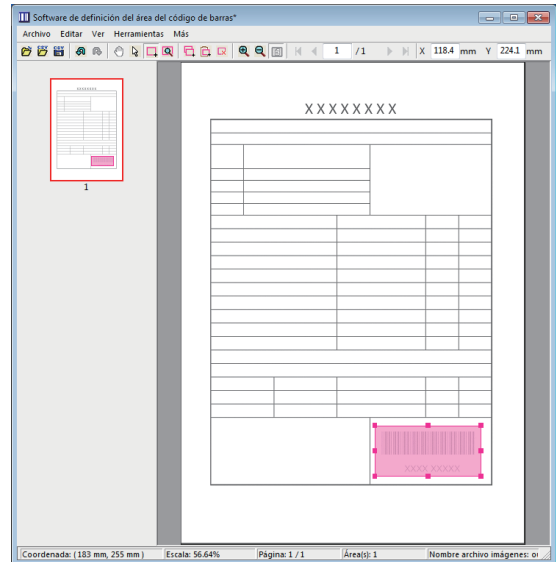 Software de definición del área del código de barras*
Archivo Editar Ver Herramientas Más
CSV CSV 1 /1 X 118.4 mm Y 224.1 mm
XXXXXXXX
1
XXXX XXXXX
Coordenada: ( 183 mm, 255 mm ) Escala: 56.64% Página: 1 / 1 Área(s): 1 Nombre archivo imágenes: